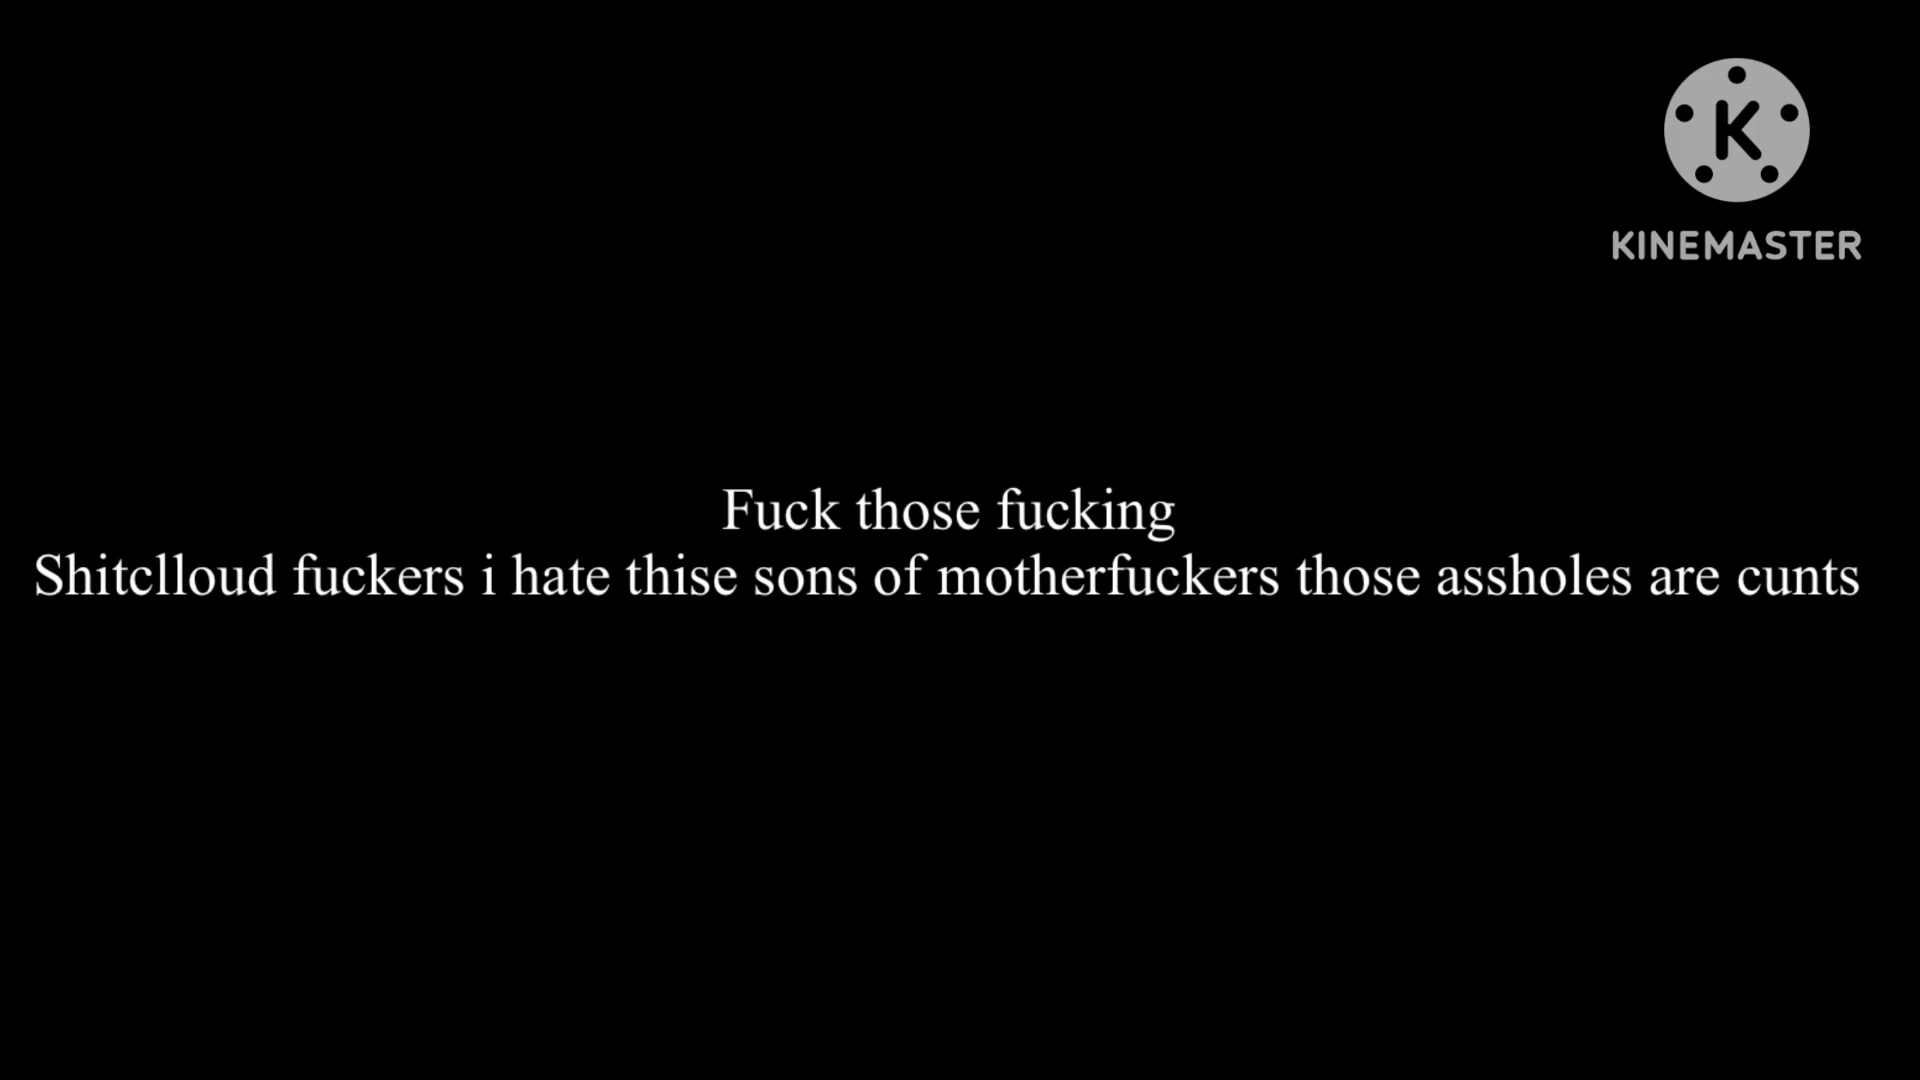 KINEMASTER
Fuck those fucking
Shitclloud fuckers i hate thise sons of motherfuckers those assholes are cunts